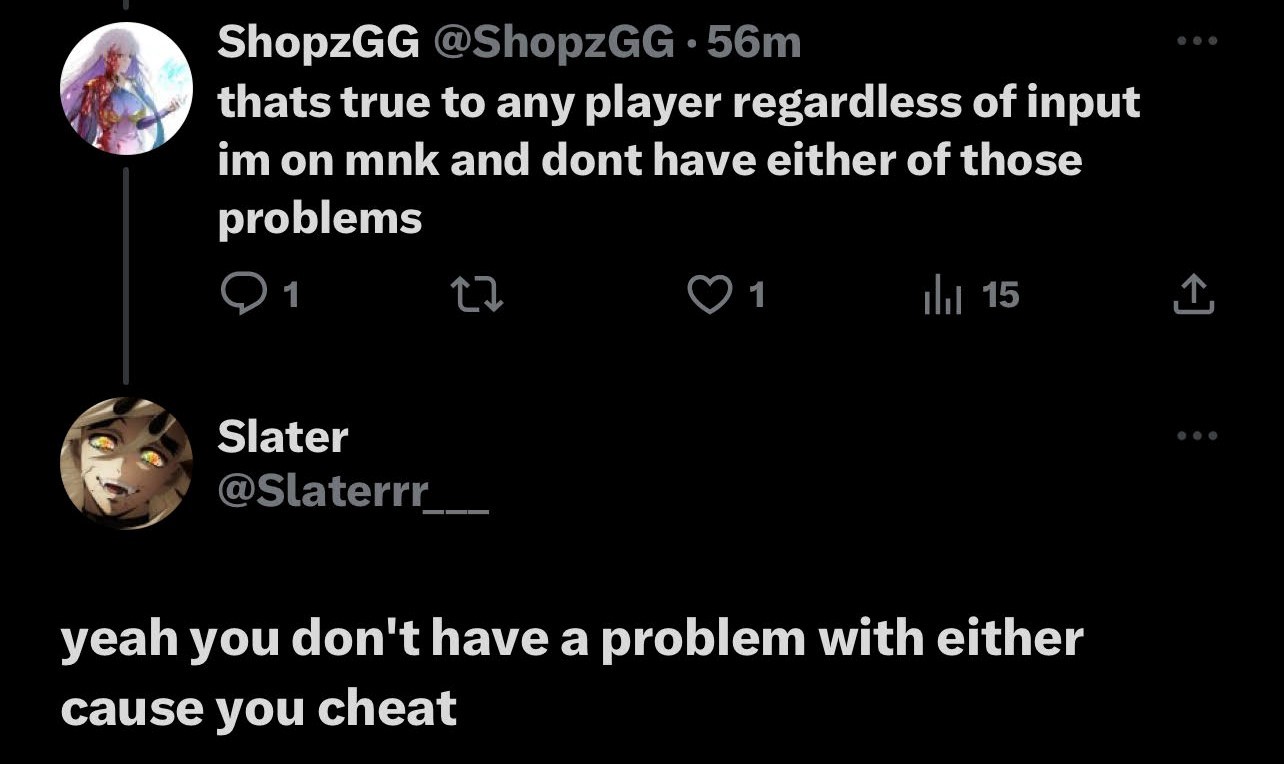 ShopzGG @ShopzGG · 56m
thats true to any player regardless of input
im on mnk and dont have either of those
problems
1 1 15
Slater
@Slaterrr___
yeah you don't have a problem with either
cause you cheat